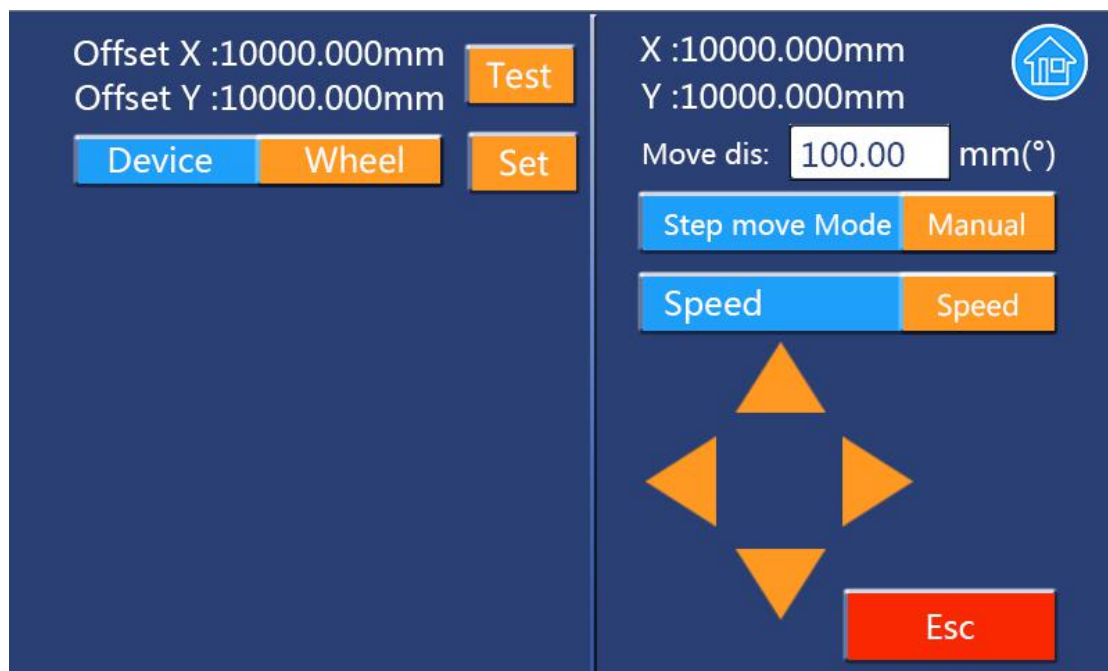 Offset X :10000.000mm
Offset Y :10000.000mm
Test
Device Wheel
Set
X :10000.000mm
Y :10000.000mm
Move dis: 100.00 mm(°)
Step move Mode Manual
Speed Speed
Esc